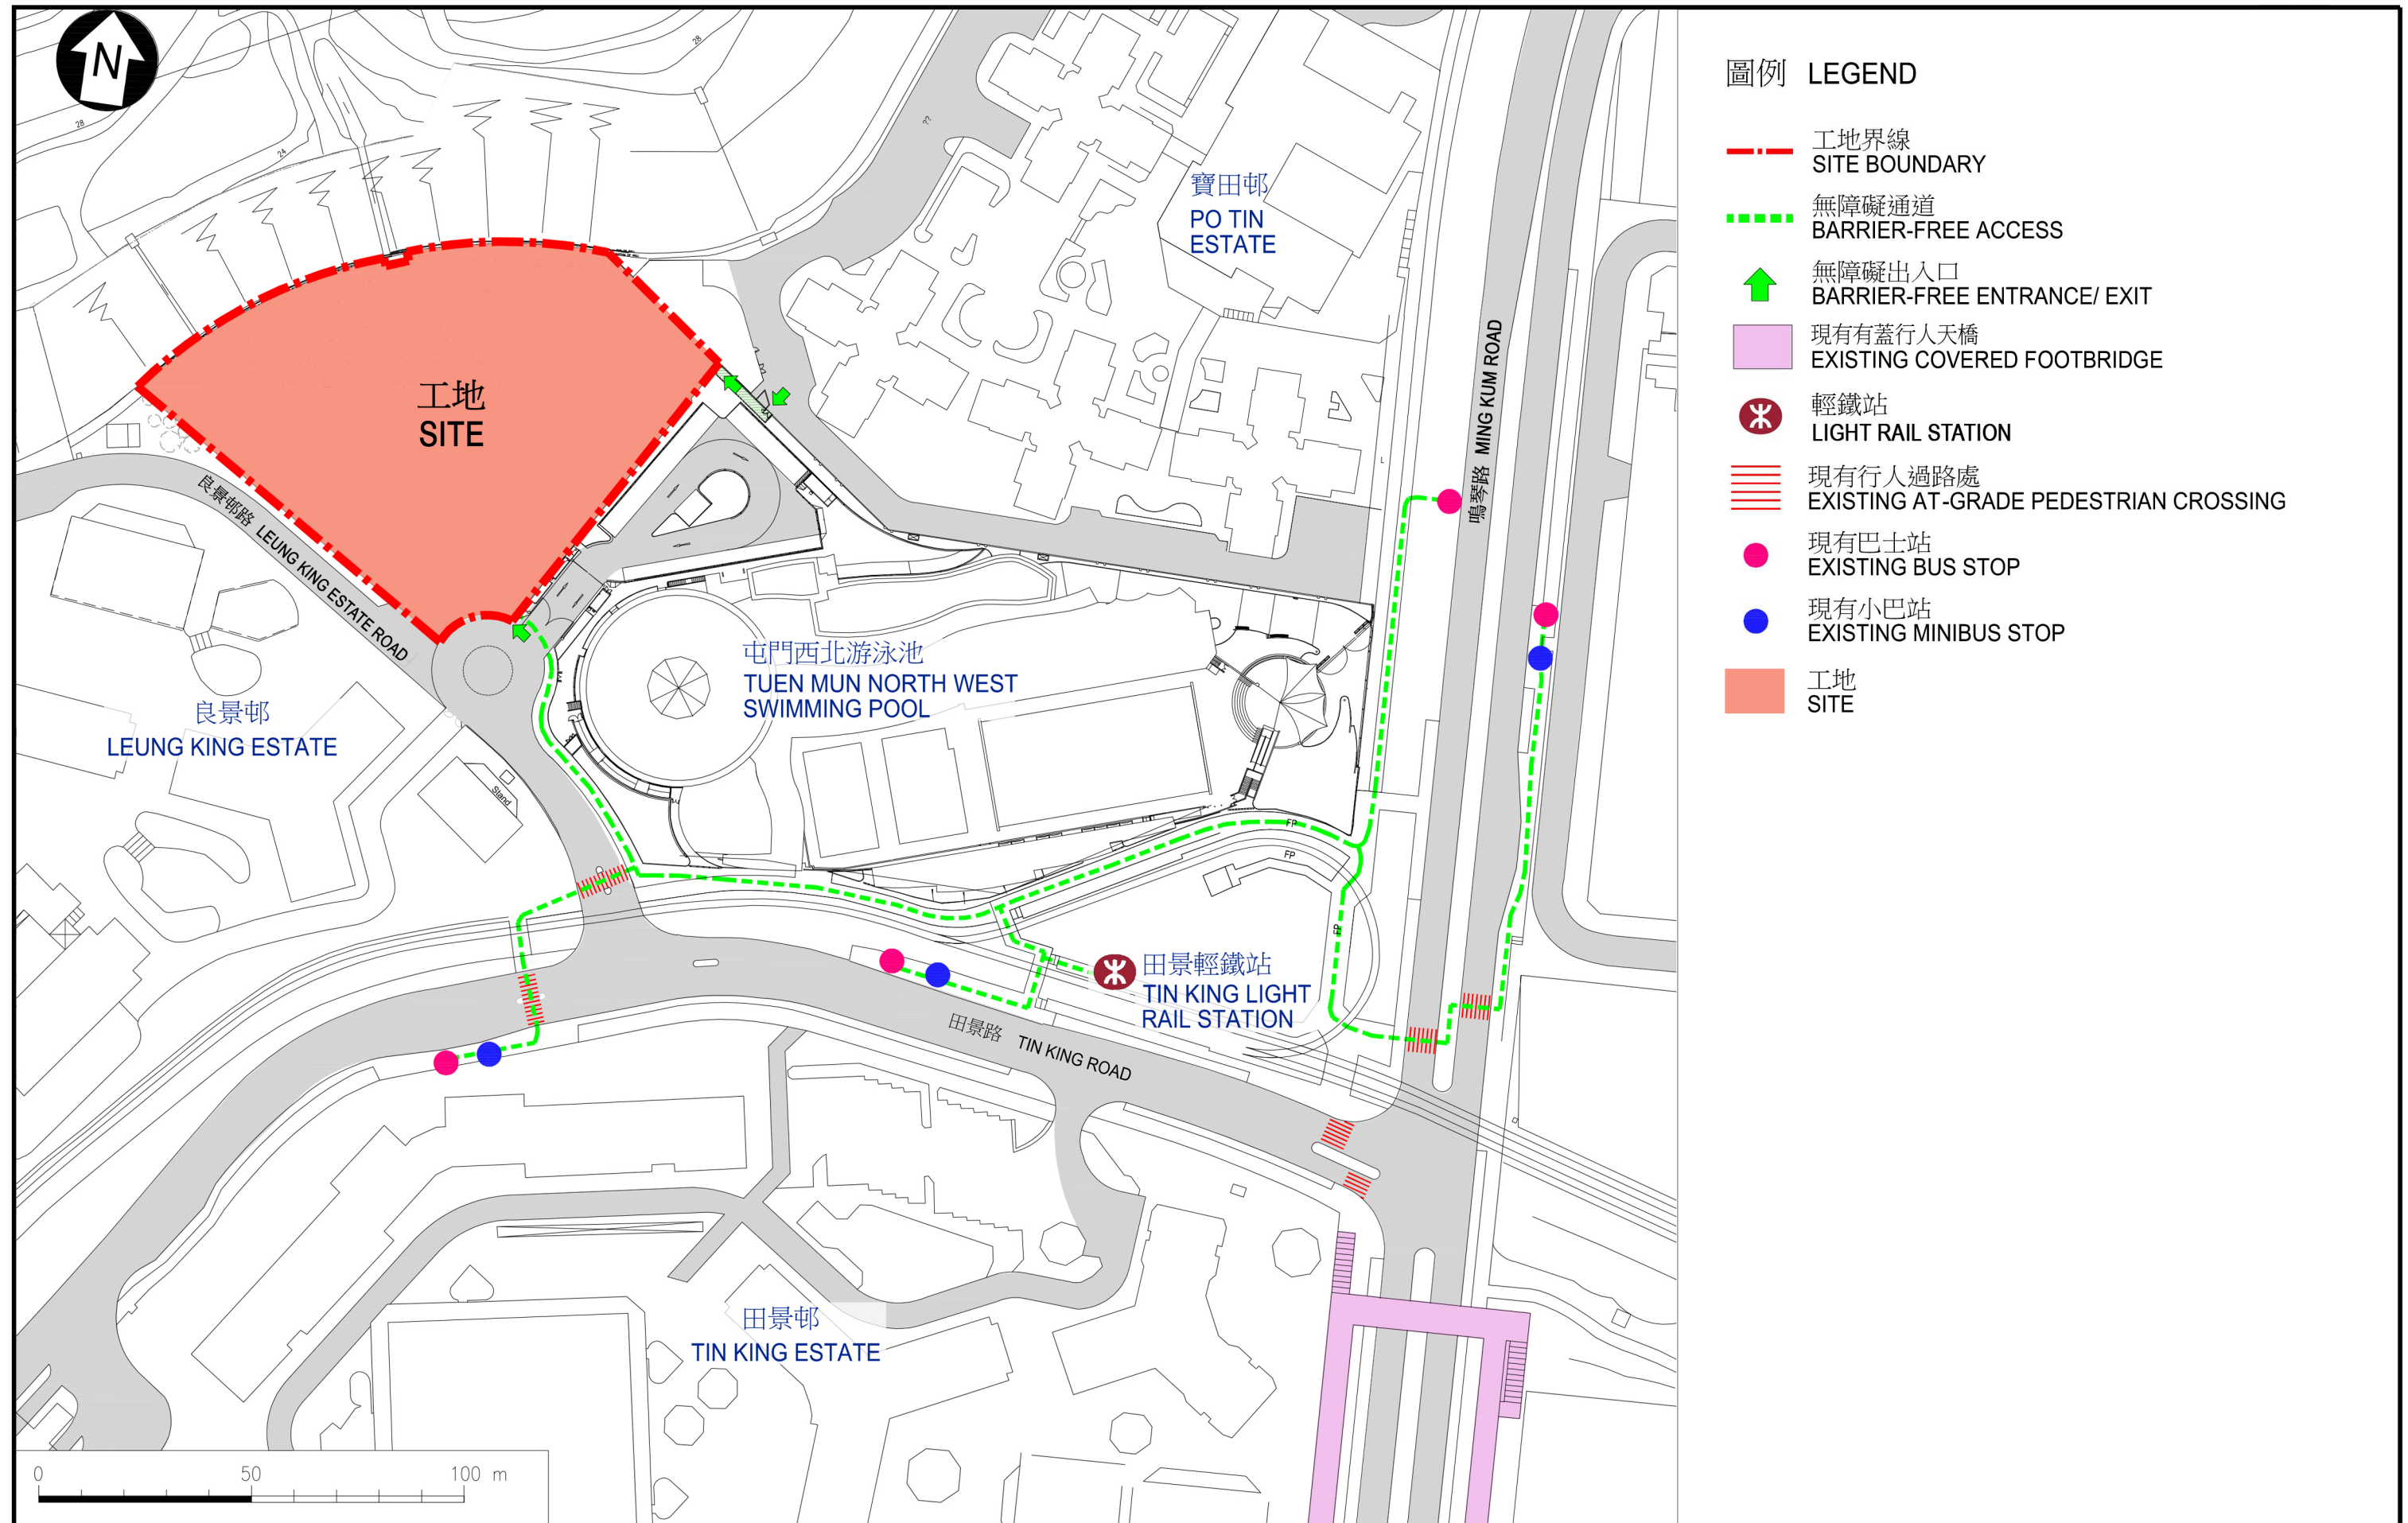 N
28
28
24
??
寶田邨
PO TIN
ESTATE
工地
SITE
鳴琴路 MING KUM ROAD
L
良景邨路 LEUNG KING ESTATE ROAD
屯門西北游泳池
TUEN MUN NORTH WEST
SWIMMING POOL
良景邨
LEUNG KING ESTATE
Stand
FP
FP
FP
田景輕鐵站
TIN KING LIGHT
RAIL STATION
田景路 TIN KING ROAD
田景邨
TIN KING ESTATE
0 50 100 m
圖例 LEGEND
工地界線
SITE BOUNDARY
無障礙通道
BARRIER-FREE ACCESS
無障礙出入口
BARRIER-FREE ENTRANCE/ EXIT
現有有蓋行人天橋
EXISTING COVERED FOOTBRIDGE
輕鐵站
LIGHT RAIL STATION
現有行人過路處
EXISTING AT-GRADE PEDESTRIAN CROSSING
現有巴士站
EXISTING BUS STOP
現有小巴站
EXISTING MINIBUS STOP
工地
SITE